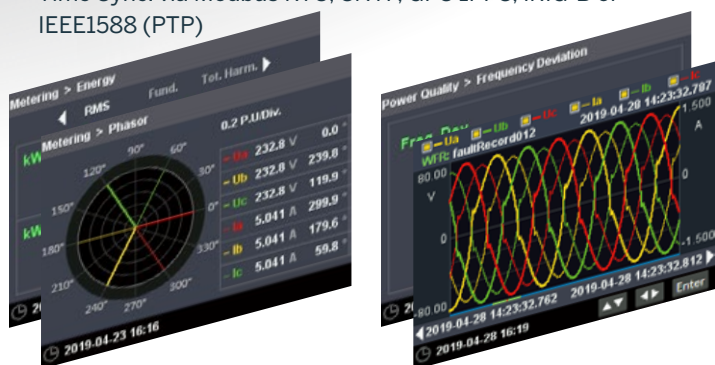 IEEE1588 (PTP)
Metering > Energy
RMS Fund. Tot. Harm.
Metering > Phasor
0.2 P.U/Div.
90°
120° 60°
150° 30°
180° 0°
210° 330°
240° 270° 300°
Ua 232.8 V 0.0 °
Ub 232.8 V 239.8 °
Uc 232.8 V 119.9 °
Ia 5.041 A 299.9 °
Ib 5.041 A 179.6 °
Ic 5.041 A 59.8 °
2019-04-23 16:16
Power Quality > Frequency Deviation
Ua Ub Uc Ia Ib Ic
WFR: faultRecord012 2019-04-28 14:23:32.787
80.00 1.500
V A
0 0
-80.00 -1.500
2019-04-28 14:23:32.762 2019-04-28 14:23:32.812
Enter
2019-04-28 16:19